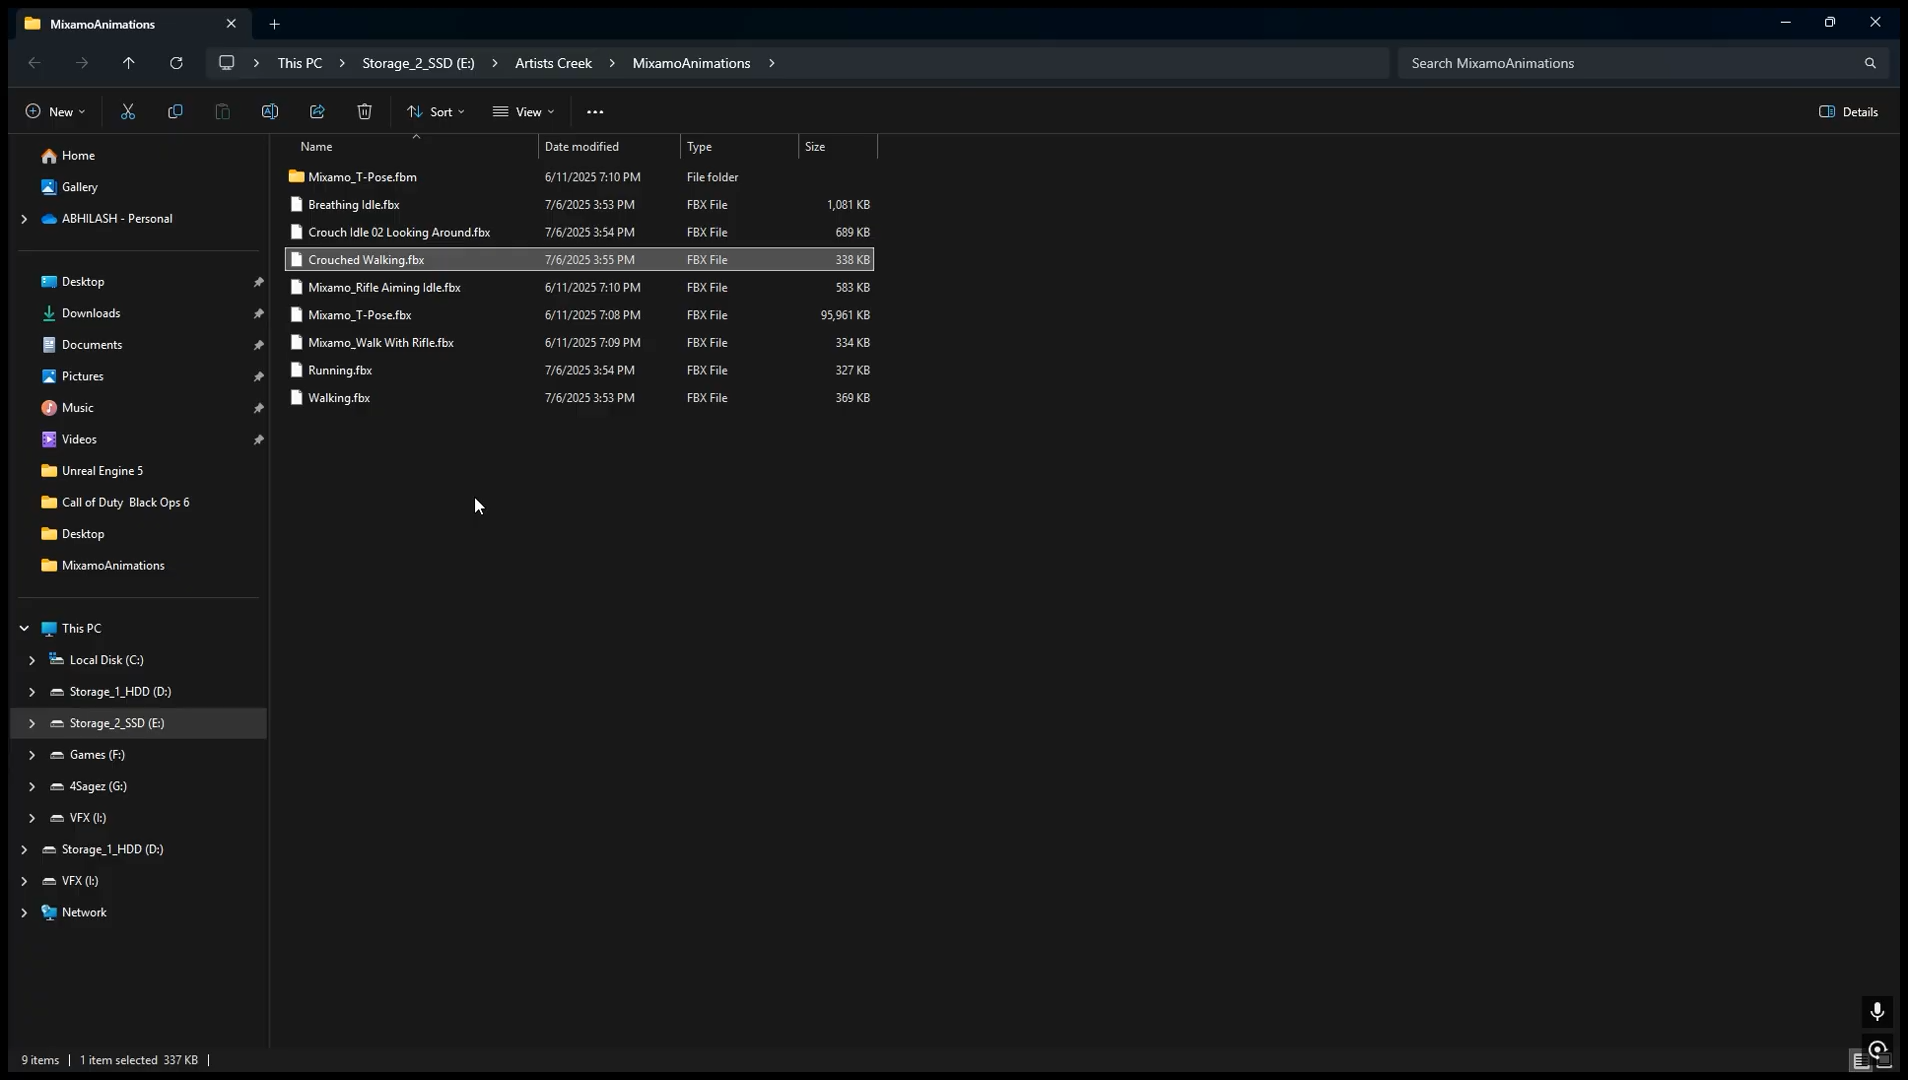 MixamoAnimations
This PC Storage_2_SSD (E:) Artists Creek MixamoAnimations
Search MixamoAnimations
New Sort View Details
Name Date modified Type Size
Mixamo_T-Pose.fbm 6/11/2025 7:10 PM File folder
Breathing Idle.fbx 7/6/2025 3:53 PM FBX File 1,081 KB
Crouch Idle 02 Looking Around.fbx 7/6/2025 3:54 PM FBX File 689 KB
Crouched Walking.fbx 7/6/2025 3:55 PM FBX File 338 KB
Mixamo_Rifle Aiming Idle.fbx 6/11/2025 7:10 PM FBX File 583 KB
Mixamo_T-Pose.fbx 6/11/2025 7:08 PM FBX File 95,961 KB
Mixamo_Walk With Rifle.fbx 6/11/2025 7:09 PM FBX File 334 KB
Running.fbx 7/6/2025 3:54 PM FBX File 327 KB
Walking.fbx 7/6/2025 3:53 PM FBX File 369 KB
Home
Gallery
ABHILASH - Personal
Desktop
Downloads
Documents
Pictures
Music
Videos
Unreal Engine 5
Call of Duty Black Ops 6
Desktop
MixamoAnimations
This PC
Local Disk (C:)
Storage_1_HDD (D:)
Storage_2_SSD (E:)
Games (F:)
4Sagez (G:)
VFX (I:)
Storage_1_HDD (D:)
VFX (I:)
Network
9 items 1 item selected 337 KB